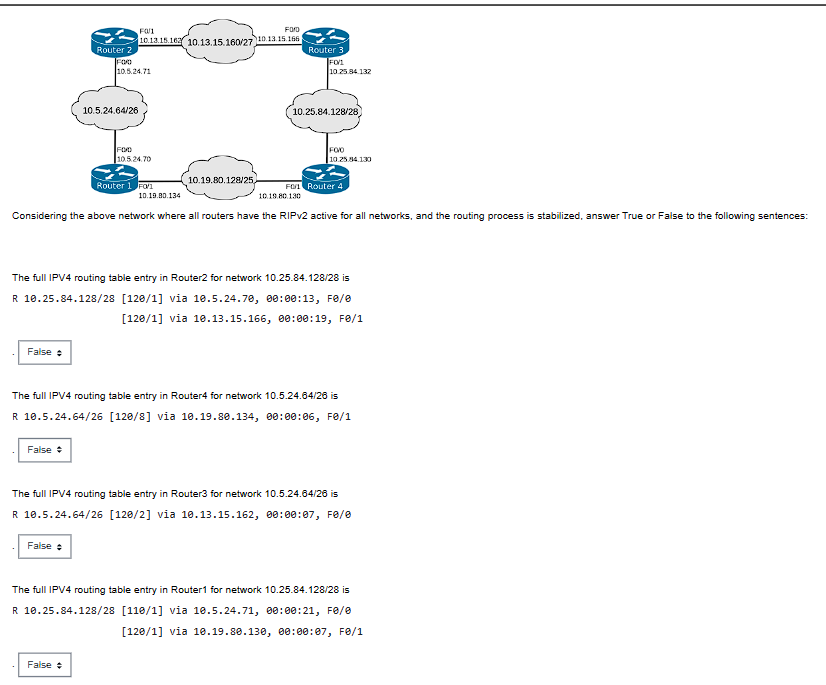 F0/1
F0/0
10.13.15.162
10.13.15.160/27
10.13.15.166
Router 2
Router 3
F0/0
F0/1
10.5.24.71
10.25.84.132
10.5.24.64/26
10.25.84.128/28
F0/0
F0/0
10.5.24.70
10.25.84.130
10.19.80.128/25
Router 1
F0/1
F0/1
Router 4
10.19.80.134
10.19.80.130
Considering the above network where all routers have the RIPv2 active for all networks, and the routing process is stabilized, answer True or False to the following sentences:
The full IPV4 routing table entry in Router2 for network 10.25.84.128/28 is
R 10.25.84.128/28 [120/1] via 10.5.24.70, 00:00:13, F0/0
[120/1] via 10.13.15.166, 00:00:19, F0/1
. False
The full IPV4 routing table entry in Router4 for network 10.5.24.64/26 is
R 10.5.24.64/26 [120/8] via 10.19.80.134, 00:00:06, F0/1
. False
The full IPV4 routing table entry in Router3 for network 10.5.24.64/26 is
R 10.5.24.64/26 [120/2] via 10.13.15.162, 00:00:07, F0/0
. False
The full IPV4 routing table entry in Router1 for network 10.25.84.128/28 is
R 10.25.84.128/28 [110/1] via 10.5.24.71, 00:00:21, F0/0
[120/1] via 10.19.80.130, 00:00:07, F0/1
. False